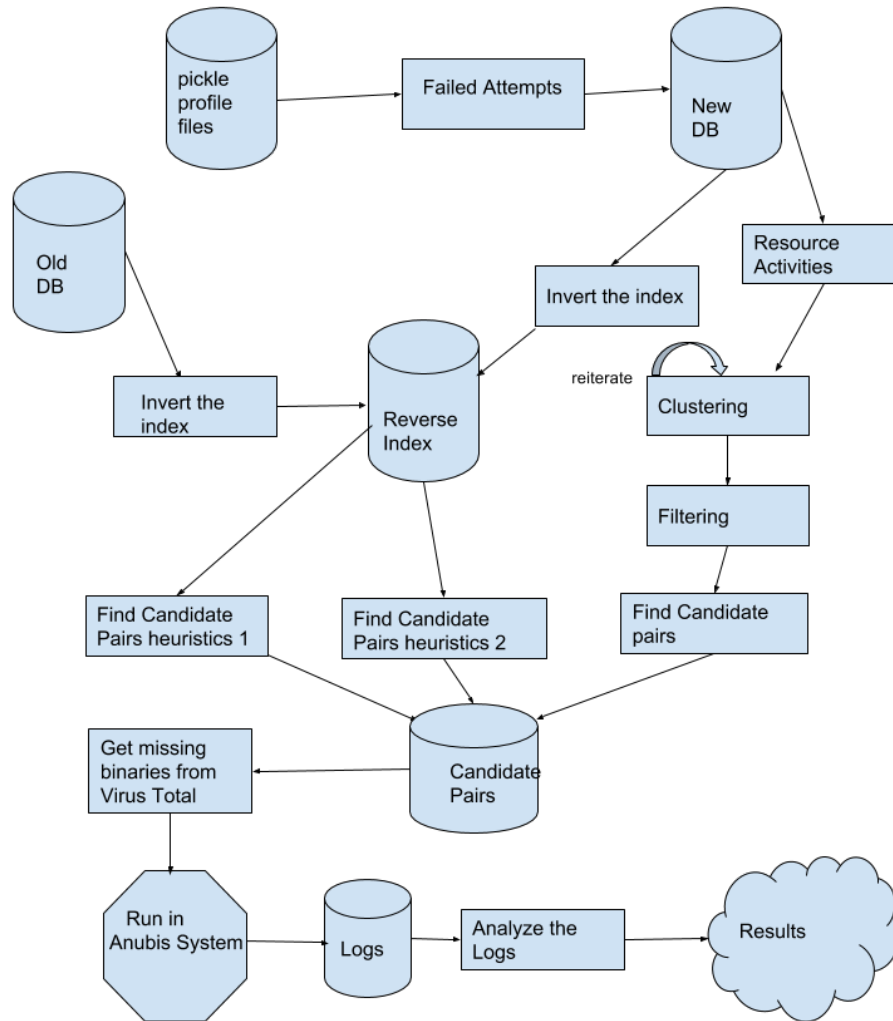 pickle
profile
files
Failed Attempts
New
DB
Old
DB
Resource
Activities
Invert the index
reiterate
Invert the
index
Reverse
Index
Clustering
Filtering
Find Candidate
Pairs heuristics 1
Find Candidate
Pairs heuristics 2
Find Candidate
pairs
Get missing
binaries from
Virus Total
Candidate
Pairs
Run in
Anubis System
Logs
Analyze the
Logs
Results